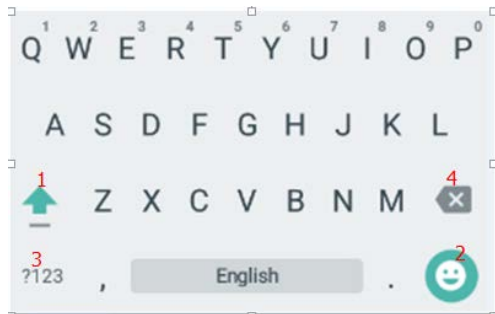 1 2 3 4 5 6 7 8 9 0
Q W E R T Y U I O P
A S D F G H J K L
1 4
Z X C V B N M
3 2
?123 , English .